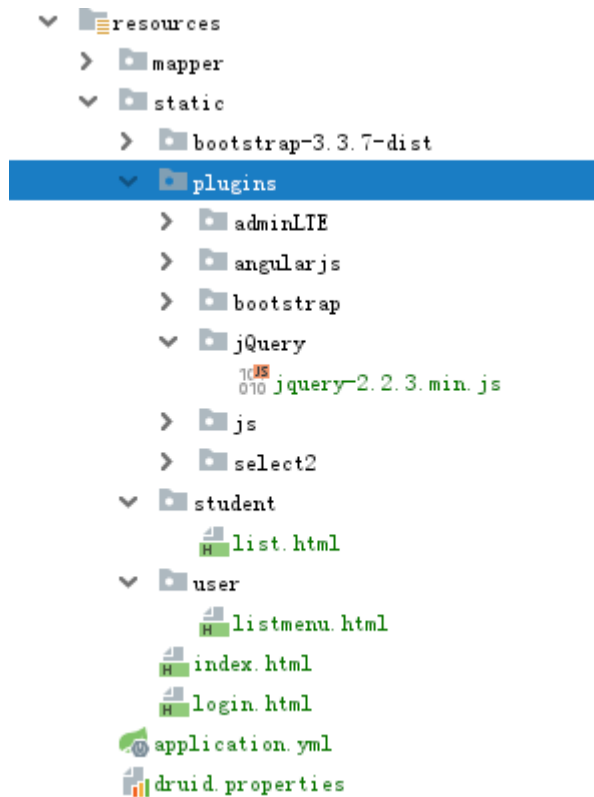 resources
mapper
static
bootstrap-3.3.7-dist
plugins
adminLTE
angularjs
bootstrap
jQuery
jquery-2.2.3.min.js
js
select2
student
list.html
user
listmenu.html
index.html
login.html
application.yml
druid.properties